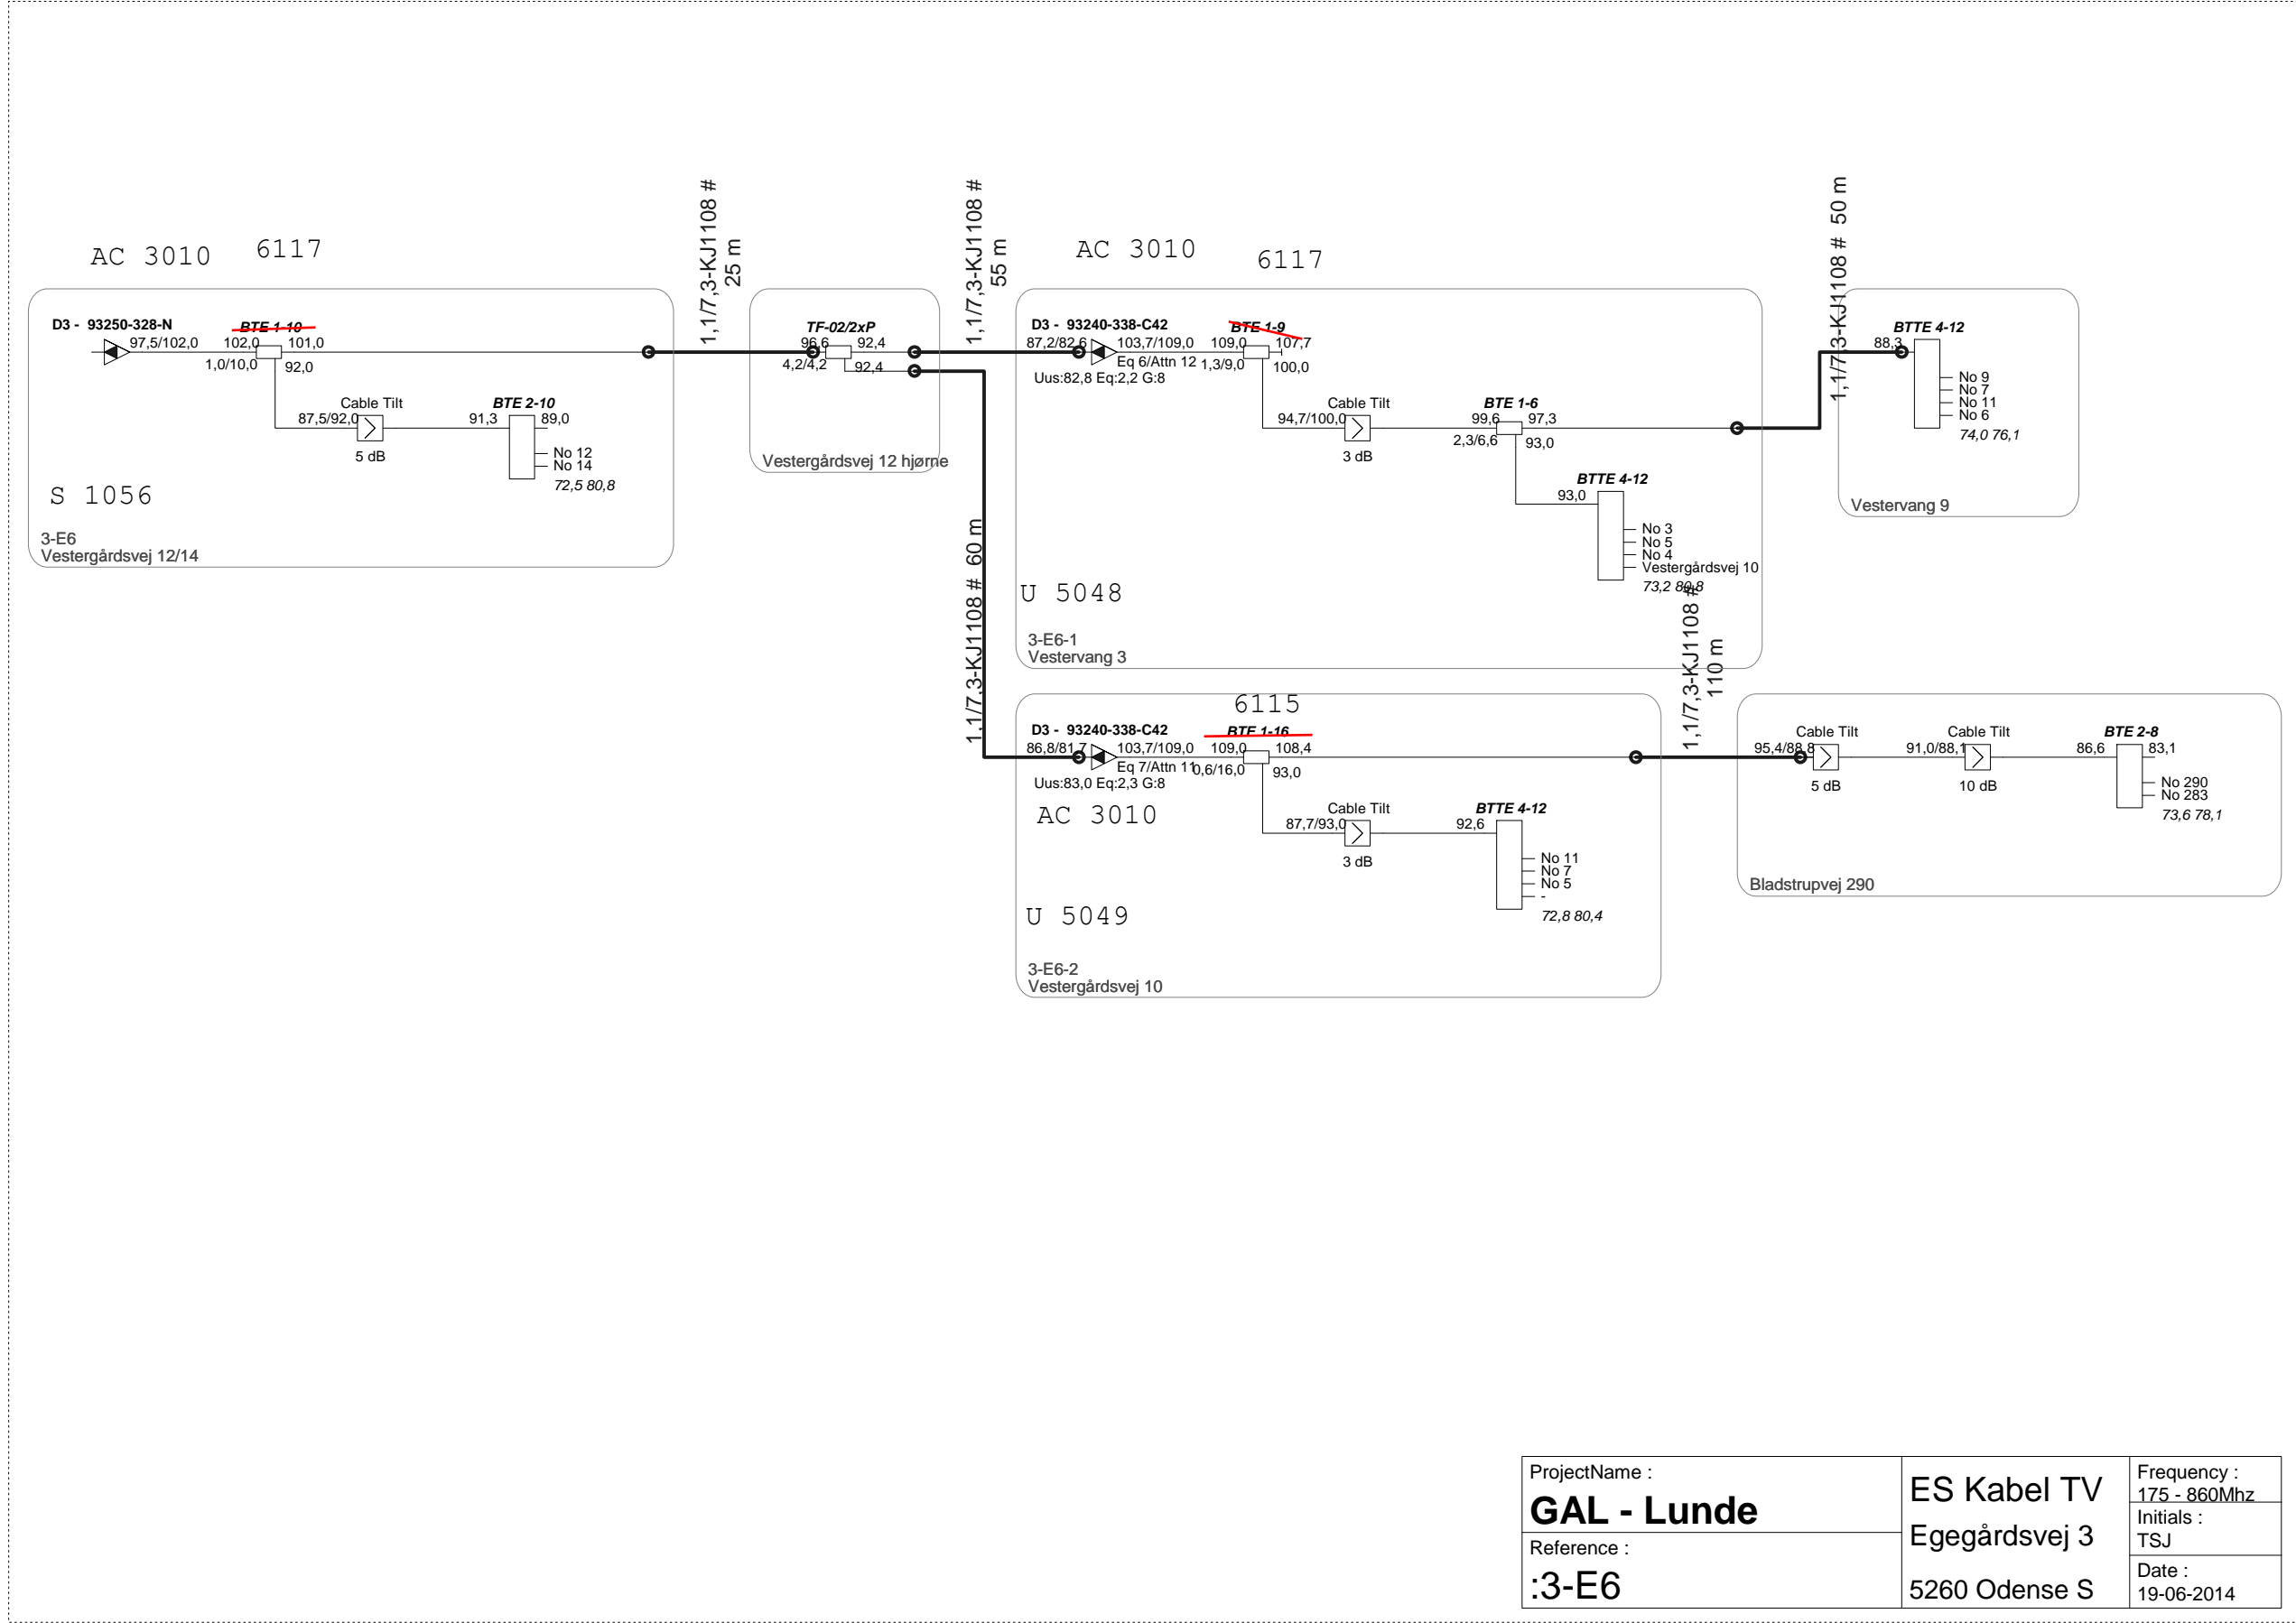 AC 3010
6117
D3 - 93250-328-N
BTE 1-10
97,5/102,0
102,0
101,0
1,0/10,0
92,0
Cable Tilt
87,5/92,0
5 dB
BTE 2-10
91,3
89,0
No 12
No 14
72,5 80,8
S 1056
3-E6
Vestergårdsvej 12/14
1,1/7,3-KJ1108 #
25 m
TF-02/2xP
96,6
92,4
4,2/4,2
92,4
Vestergårdsvej 12 hjørne
1,1/7,3-KJ1108 #
55 m
1,1/7,3-KJ1108 # 60 m
AC 3010
6117
D3 - 93240-338-C42
BTE 1-9
87,2/82,6
103,7/109,0
109,0
107,7
Eq 6/Attn 12
1,3/9,0
100,0
Uus:82,8 Eq:2,2 G:8
Cable Tilt
94,7/100,0
3 dB
BTE 1-6
99,6
97,3
2,3/6,6
93,0
BTTE 4-12
93,0
No 3
No 5
No 4
Vestergårdsvej 10
73,2 80,8
U 5048
3-E6-1
Vestervang 3
1,1/7,3-KJ1108 # 50 m
BTTE 4-12
88,3
No 9
No 7
No 11
No 6
74,0 76,1
Vestervang 9
6115
D3 - 93240-338-C42
BTE 1-16
86,8/81,7
103,7/109,0
109,0
108,4
Eq 7/Attn 11
0,6/16,0
93,0
Uus:83,0 Eq:2,3 G:8
AC 3010
Cable Tilt
87,7/93,0
3 dB
BTTE 4-12
92,6
No 11
No 7
No 5
-
72,8 80,4
U 5049
3-E6-2
Vestergårdsvej 10
1,1/7,3-KJ1108 #
110 m
Cable Tilt
95,4/88,8
5 dB
Cable Tilt
91,0/88,1
10 dB
BTE 2-8
86,6
83,1
No 290
No 283
73,6 78,1
Bladstrupvej 290
ProjectName :
GAL - Lunde
Reference :
:3-E6
ES Kabel TV
Egegårdsvej 3
5260 Odense S
Frequency :
175 - 860Mhz
Initials :
TSJ
Date :
19-06-2014